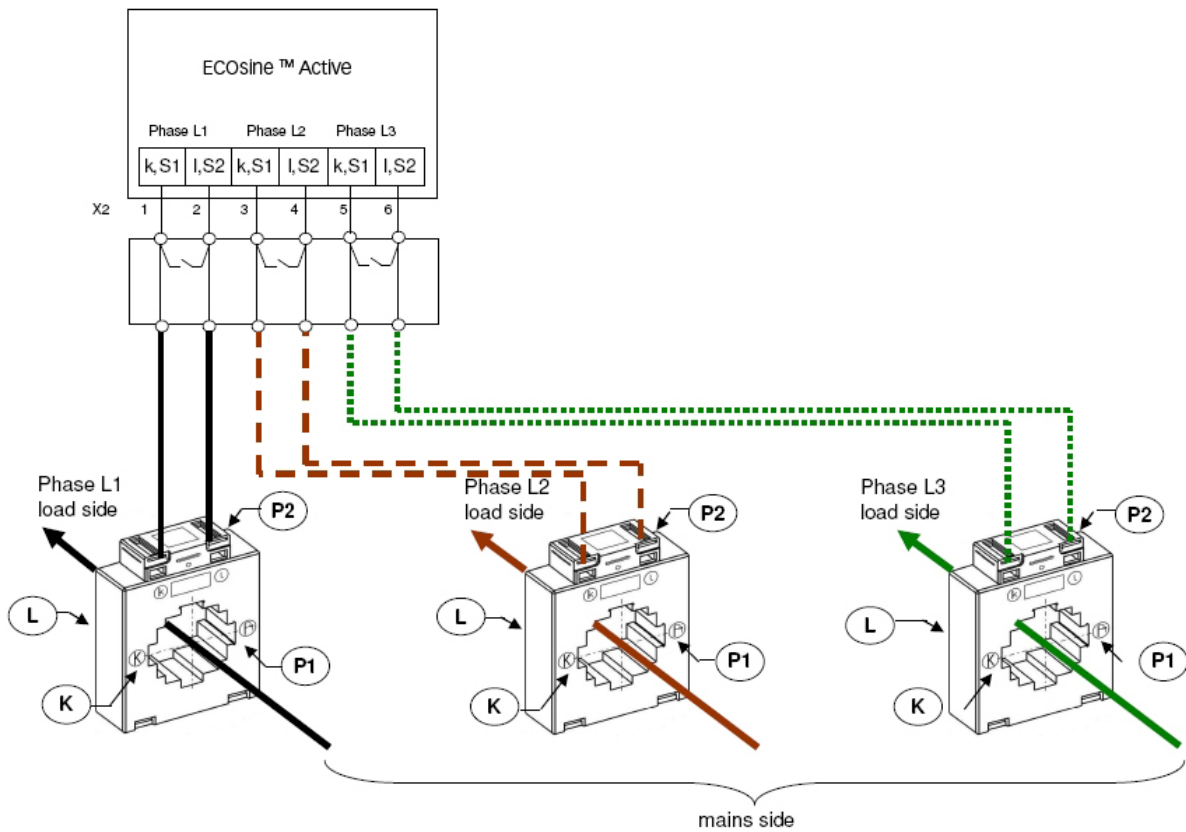 ECOsine ™ Active
Phase L1 Phase L2 Phase L3
k,S1 l,S2 k,S1 l,S2 k,S1 l,S2
X2 1 2 3 4 5 6
Phase L1
load side
P2
k L
L
K
P1
K
Phase L2
load side
P2
k L
L
K
P1
K
Phase L3
load side
P2
k L
L
K
P1
K
mains side